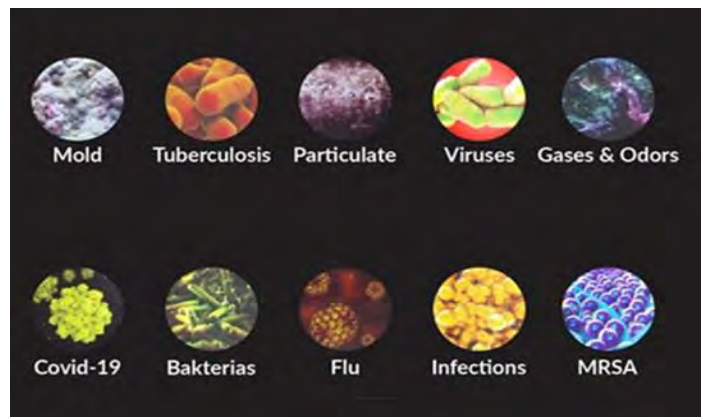 Mold
Tuberculosis
Particulate
Viruses
Gases & Odors
Covid-19
Bakterias
Flu
Infections
MRSA